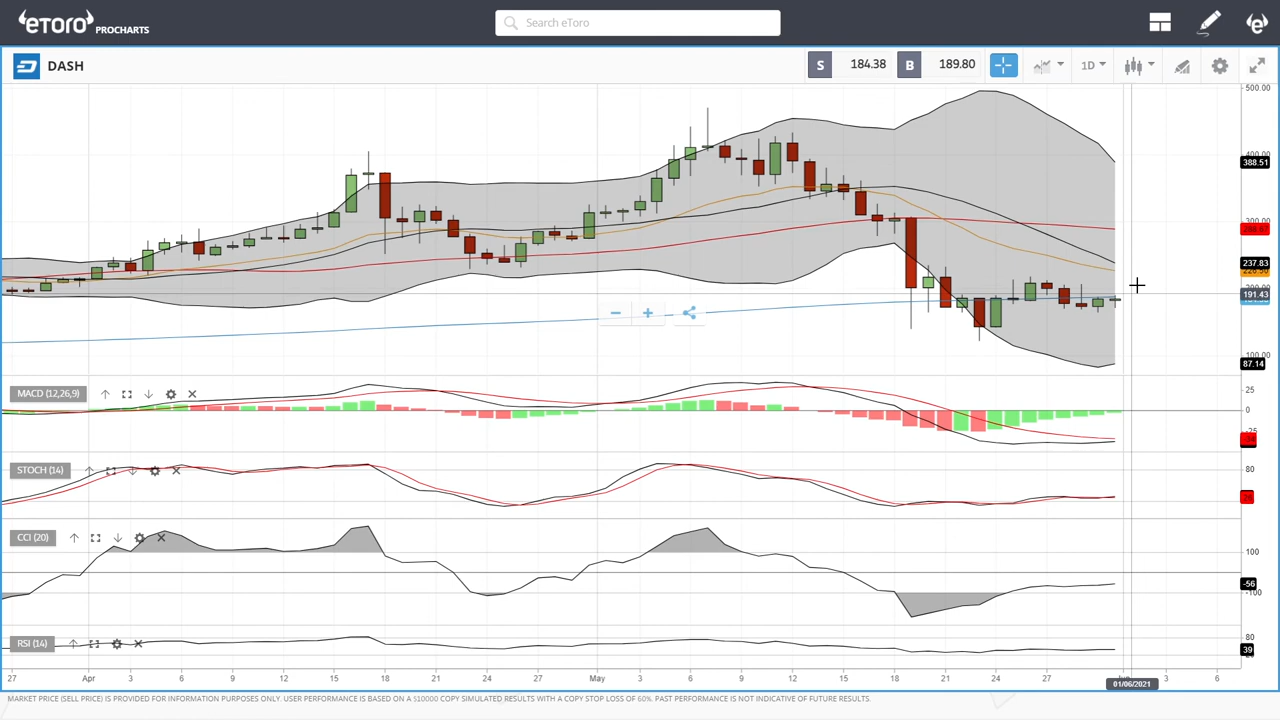 eToro PROCHARTS
Search eToro
DASH
S 184.38 B 189.80
1D
500.00
400.00
388.51
300.00
237.83
191.43
100.00
87.14
MACD (12,26,9)
25
0
-25
STOCH (14)
80
CCI (20)
100
-56
-100
RSI (14)
80
39
27 Apr 3 6 9 12 15 18 21 24 27 May 3 6 9 12 15 18 21 24 27 3 6
01/06/2021
MARKET PRICE (SELL PRICE) IS PROVIDED FOR INFORMATION PURPOSES ONLY. USER PERFORMANCE IS BASED ON A $10000 COPY SIMULATED RESULTS WITH A COPY STOP LOSS OF 60%. PAST PERFORMANCE IS NOT INDICATIVE OF FUTURE RESULTS.